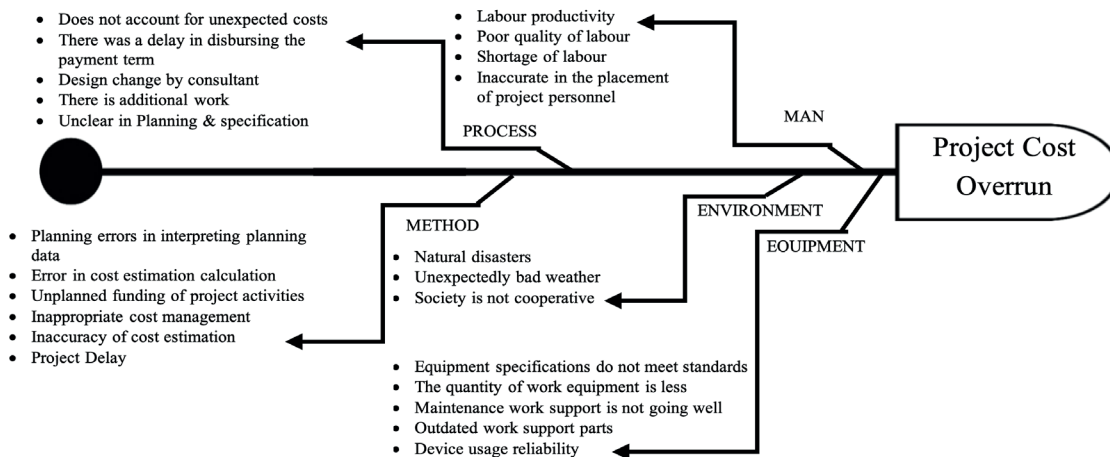 • Does not account for unexpected costs
• There was a delay in disbursing the
payment term
• Design change by consultant
• There is additional work
• Unclear in Planning & specification
PROCESS
• Labour productivity
• Poor quality of labour
• Shortage of labour
• Inaccurate in the placement
of project personnel
MAN
Project Cost
Overrun
METHOD
• Planning errors in interpreting planning
data
• Error in cost estimation calculation
• Unplanned funding of project activities
• Inappropriate cost management
• Inaccuracy of cost estimation
• Project Delay
ENVIRONMENT
• Natural disasters
• Unexpectedly bad weather
• Society is not cooperative
EQUIPMENT
• Equipment specifications do not meet standards
• The quantity of work equipment is less
• Maintenance work support is not going well
• Outdated work support parts
• Device usage reliability